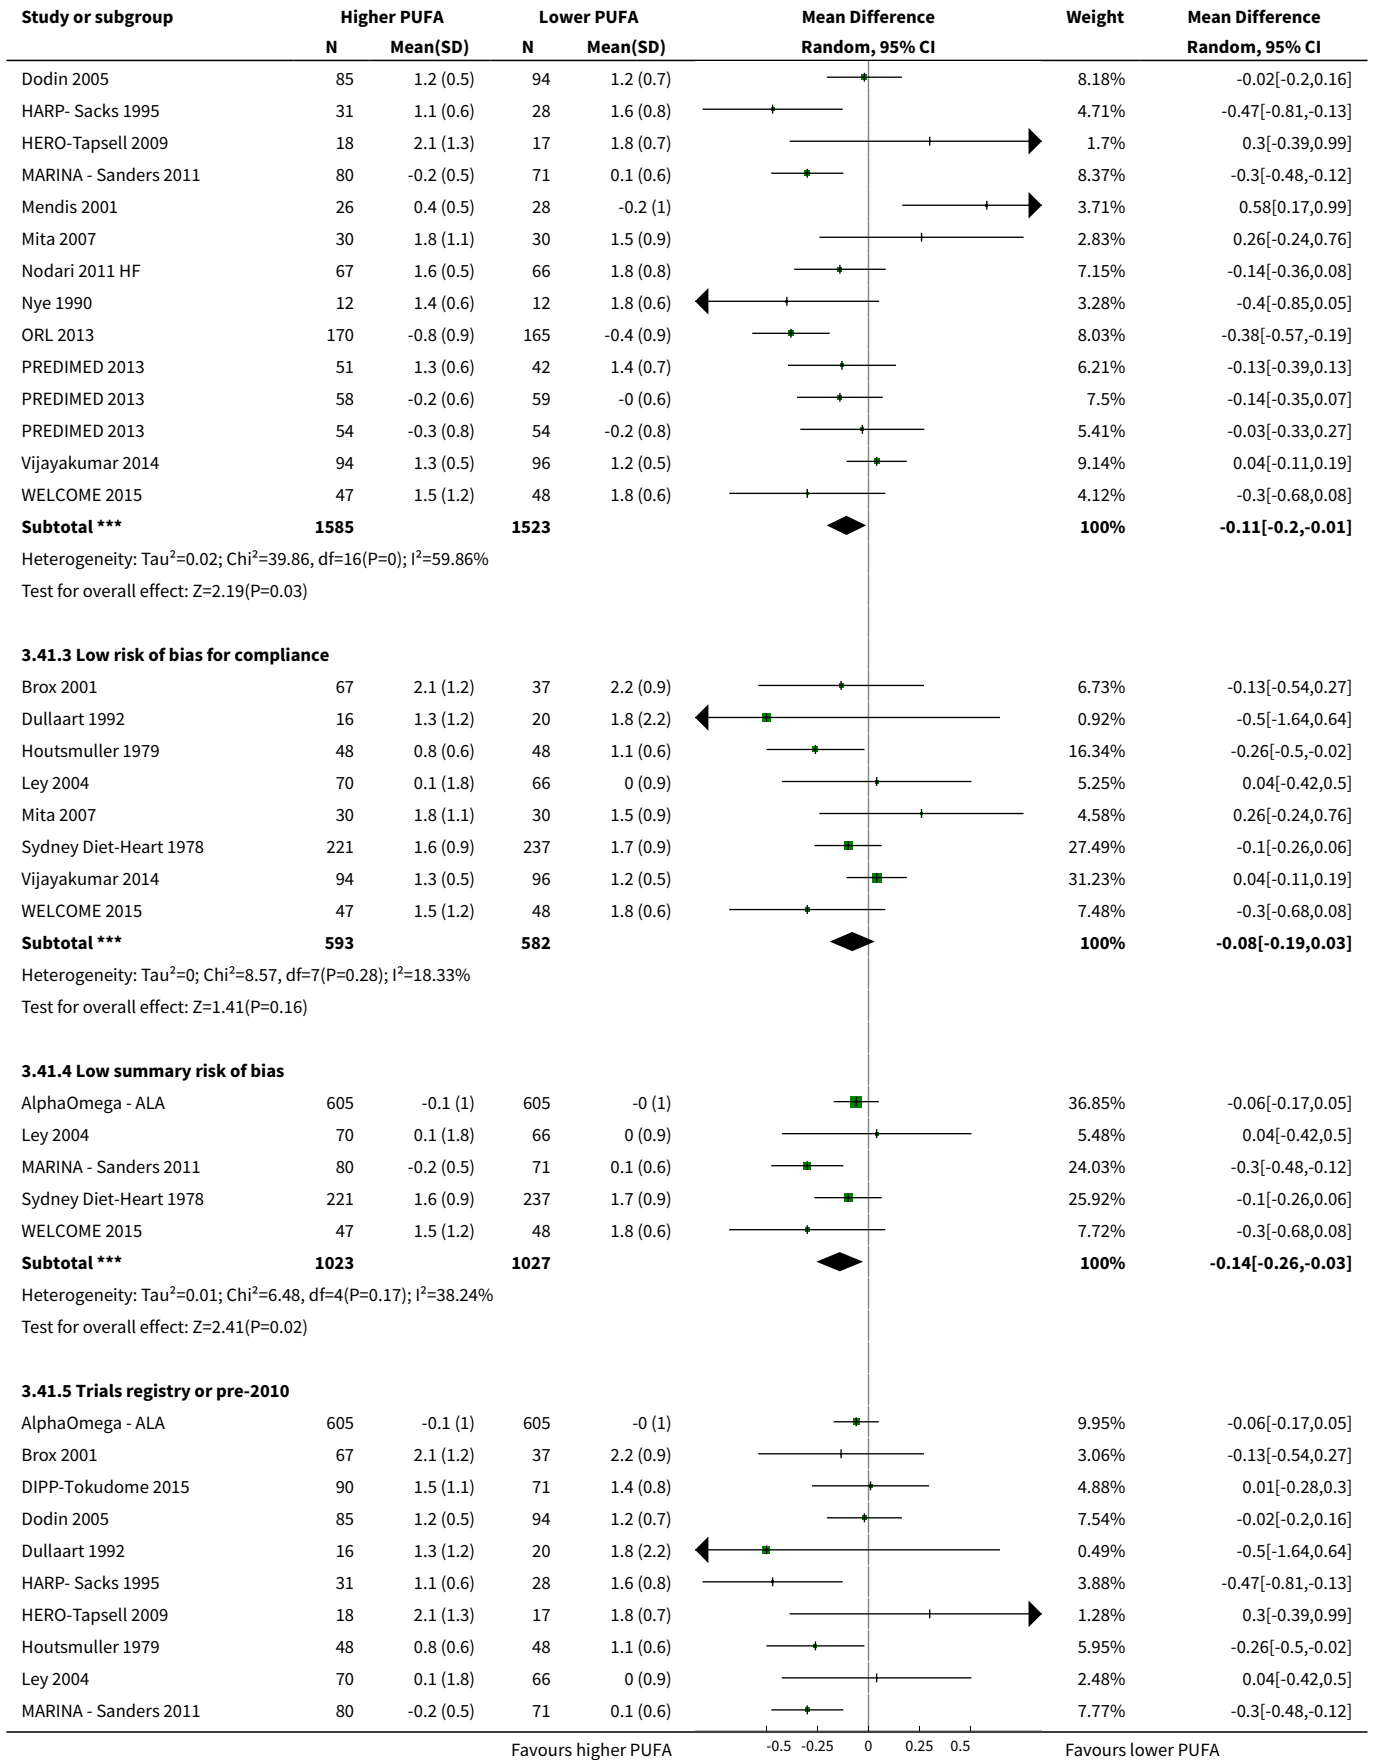 Study or subgroup Higher PUFA Lower PUFA Mean Difference Weight Mean Difference
N Mean(SD) N Mean(SD) Random, 95% CI Random, 95% CI
Dodin 2005 85 1.2 (0.5) 94 1.2 (0.7) 8.18% -0.02[-0.2,0.16]
HARP- Sacks 1995 31 1.1 (0.6) 28 1.6 (0.8) 4.71% -0.47[-0.81,-0.13]
HERO-Tapsell 2009 18 2.1 (1.3) 17 1.8 (0.7) 1.7% 0.3[-0.39,0.99]
MARINA - Sanders 2011 80 -0.2 (0.5) 71 0.1 (0.6) 8.37% -0.3[-0.48,-0.12]
Mendis 2001 26 0.4 (0.5) 28 -0.2 (1) 3.71% 0.58[0.17,0.99]
Mita 2007 30 1.8 (1.1) 30 1.5 (0.9) 2.83% 0.26[-0.24,0.76]
Nodari 2011 HF 67 1.6 (0.5) 66 1.8 (0.8) 7.15% -0.14[-0.36,0.08]
Nye 1990 12 1.4 (0.6) 12 1.8 (0.6) 3.28% -0.4[-0.85,0.05]
ORL 2013 170 -0.8 (0.9) 165 -0.4 (0.9) 8.03% -0.38[-0.57,-0.19]
PREDIMED 2013 51 1.3 (0.6) 42 1.4 (0.7) 6.21% -0.13[-0.39,0.13]
PREDIMED 2013 58 -0.2 (0.6) 59 -0 (0.6) 7.5% -0.14[-0.35,0.07]
PREDIMED 2013 54 -0.3 (0.8) 54 -0.2 (0.8) 5.41% -0.03[-0.33,0.27]
Vijayakumar 2014 94 1.3 (0.5) 96 1.2 (0.5) 9.14% 0.04[-0.11,0.19]
WELCOME 2015 47 1.5 (1.2) 48 1.8 (0.6) 4.12% -0.3[-0.68,0.08]
Subtotal *** 1585 1523 100% -0.11[-0.2,-0.01]
Heterogeneity: Tau²=0.02; Chi²=39.86, df=16(P=0); I²=59.86%
Test for overall effect: Z=2.19(P=0.03)
3.41.3 Low risk of bias for compliance
Brox 2001 67 2.1 (1.2) 37 2.2 (0.9) 6.73% -0.13[-0.54,0.27]
Dullaart 1992 16 1.3 (1.2) 20 1.8 (2.2) 0.92% -0.5[-1.64,0.64]
Houtsmuller 1979 48 0.8 (0.6) 48 1.1 (0.6) 16.34% -0.26[-0.5,-0.02]
Ley 2004 70 0.1 (1.8) 66 0 (0.9) 5.25% 0.04[-0.42,0.5]
Mita 2007 30 1.8 (1.1) 30 1.5 (0.9) 4.58% 0.26[-0.24,0.76]
Sydney Diet-Heart 1978 221 1.6 (0.9) 237 1.7 (0.9) 27.49% -0.1[-0.26,0.06]
Vijayakumar 2014 94 1.3 (0.5) 96 1.2 (0.5) 31.23% 0.04[-0.11,0.19]
WELCOME 2015 47 1.5 (1.2) 48 1.8 (0.6) 7.48% -0.3[-0.68,0.08]
Subtotal *** 593 582 100% -0.08[-0.19,0.03]
Heterogeneity: Tau²=0; Chi²=8.57, df=7(P=0.28); I²=18.33%
Test for overall effect: Z=1.41(P=0.16)
3.41.4 Low summary risk of bias
AlphaOmega - ALA 605 -0.1 (1) 605 -0 (1) 36.85% -0.06[-0.17,0.05]
Ley 2004 70 0.1 (1.8) 66 0 (0.9) 5.48% 0.04[-0.42,0.5]
MARINA - Sanders 2011 80 -0.2 (0.5) 71 0.1 (0.6) 24.03% -0.3[-0.48,-0.12]
Sydney Diet-Heart 1978 221 1.6 (0.9) 237 1.7 (0.9) 25.92% -0.1[-0.26,0.06]
WELCOME 2015 47 1.5 (1.2) 48 1.8 (0.6) 7.72% -0.3[-0.68,0.08]
Subtotal *** 1023 1027 100% -0.14[-0.26,-0.03]
Heterogeneity: Tau²=0.01; Chi²=6.48, df=4(P=0.17); I²=38.24%
Test for overall effect: Z=2.41(P=0.02)
3.41.5 Trials registry or pre-2010
AlphaOmega - ALA 605 -0.1 (1) 605 -0 (1) 9.95% -0.06[-0.17,0.05]
Brox 2001 67 2.1 (1.2) 37 2.2 (0.9) 3.06% -0.13[-0.54,0.27]
DIPP-Tokudome 2015 90 1.5 (1.1) 71 1.4 (0.8) 4.88% 0.01[-0.28,0.3]
Dodin 2005 85 1.2 (0.5) 94 1.2 (0.7) 7.54% -0.02[-0.2,0.16]
Dullaart 1992 16 1.3 (1.2) 20 1.8 (2.2) 0.49% -0.5[-1.64,0.64]
HARP- Sacks 1995 31 1.1 (0.6) 28 1.6 (0.8) 3.88% -0.47[-0.81,-0.13]
HERO-Tapsell 2009 18 2.1 (1.3) 17 1.8 (0.7) 1.28% 0.3[-0.39,0.99]
Houtsmuller 1979 48 0.8 (0.6) 48 1.1 (0.6) 5.95% -0.26[-0.5,-0.02]
Ley 2004 70 0.1 (1.8) 66 0 (0.9) 2.48% 0.04[-0.42,0.5]
MARINA - Sanders 2011 80 -0.2 (0.5) 71 0.1 (0.6) 7.77% -0.3[-0.48,-0.12]
Favours higher PUFA -0.5 -0.25 0 0.25 0.5 Favours lower PUFA